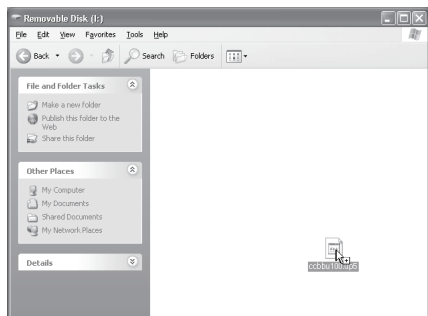 Removable Disk (I:)
File Edit View Favorites Tools Help
Back Search Folders
File and Folder Tasks
Make a new folder
Publish this folder to the
Web
Share this folder
Other Places
My Computer
My Documents
Shared Documents
My Network Places
Details